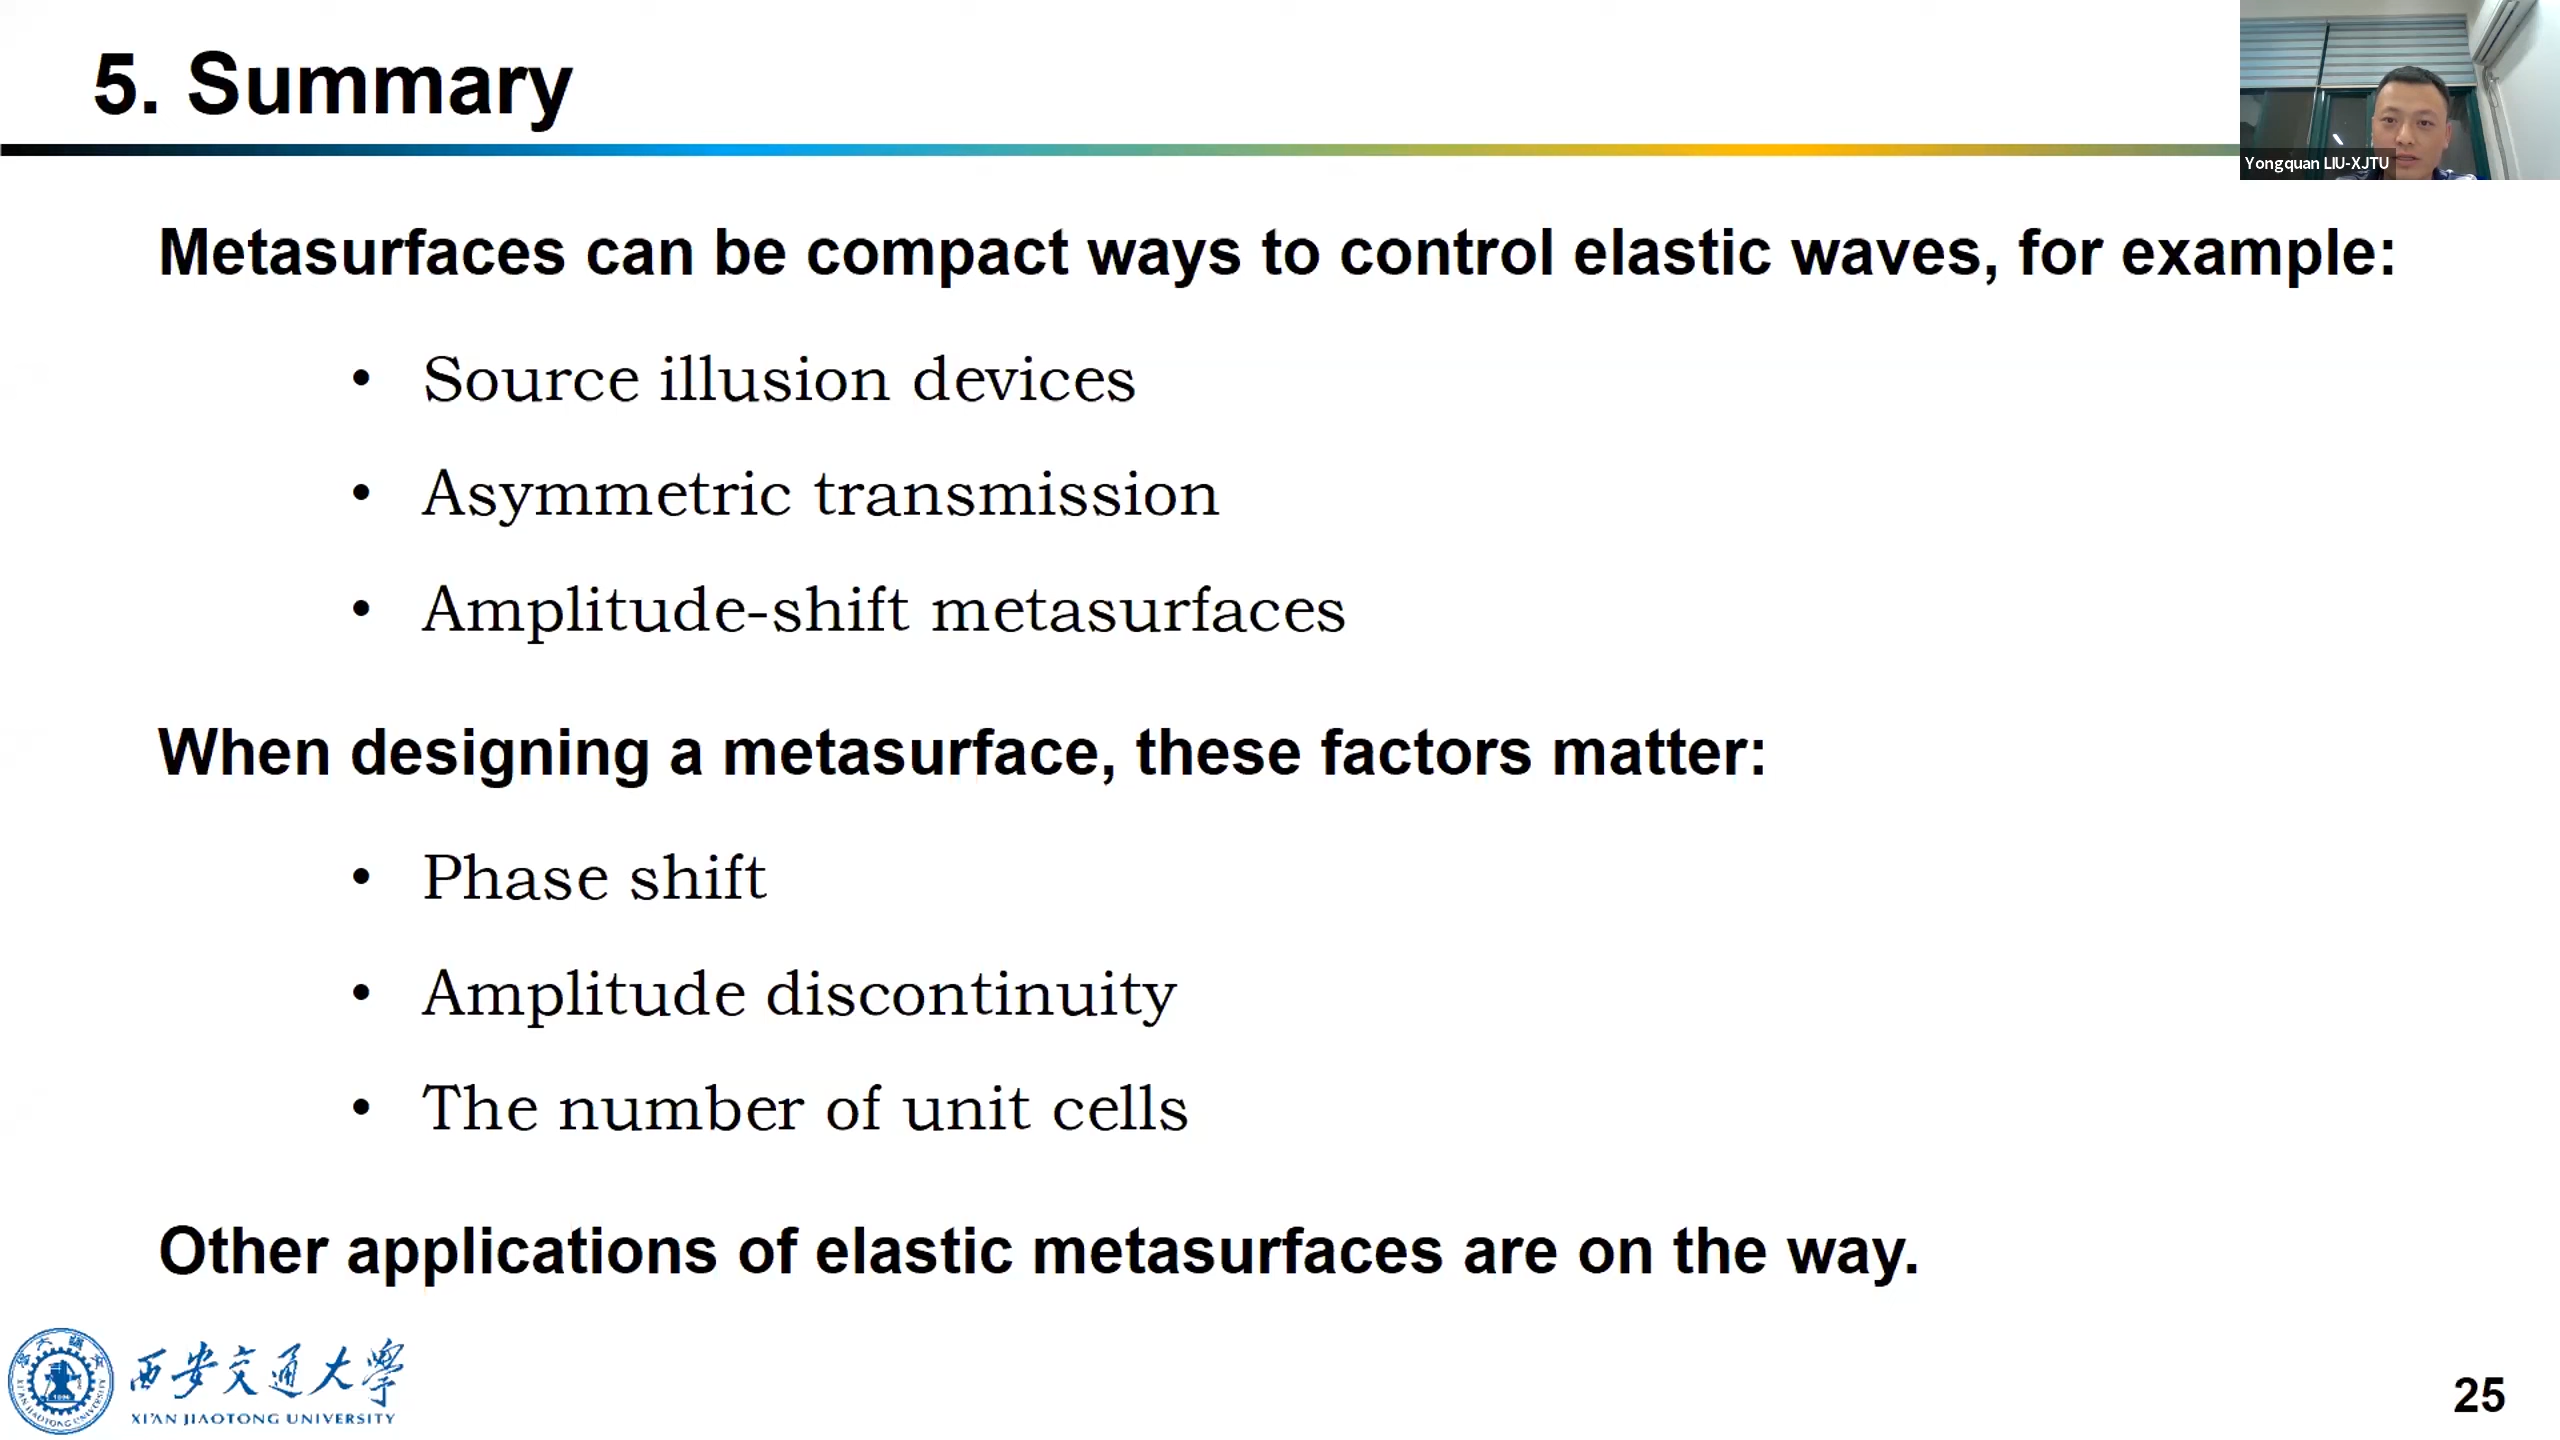 5. Summary
Yongquan LIU-XJTU
Metasurfaces can be compact ways to control elastic waves, for example:
• Source illusion devices
• Asymmetric transmission
• Amplitude-shift metasurfaces
When designing a metasurface, these factors matter:
• Phase shift
• Amplitude discontinuity
• The number of unit cells
Other applications of elastic metasurfaces are on the way.
西安交通大學
XI'AN JIAOTONG UNIVERSITY
25